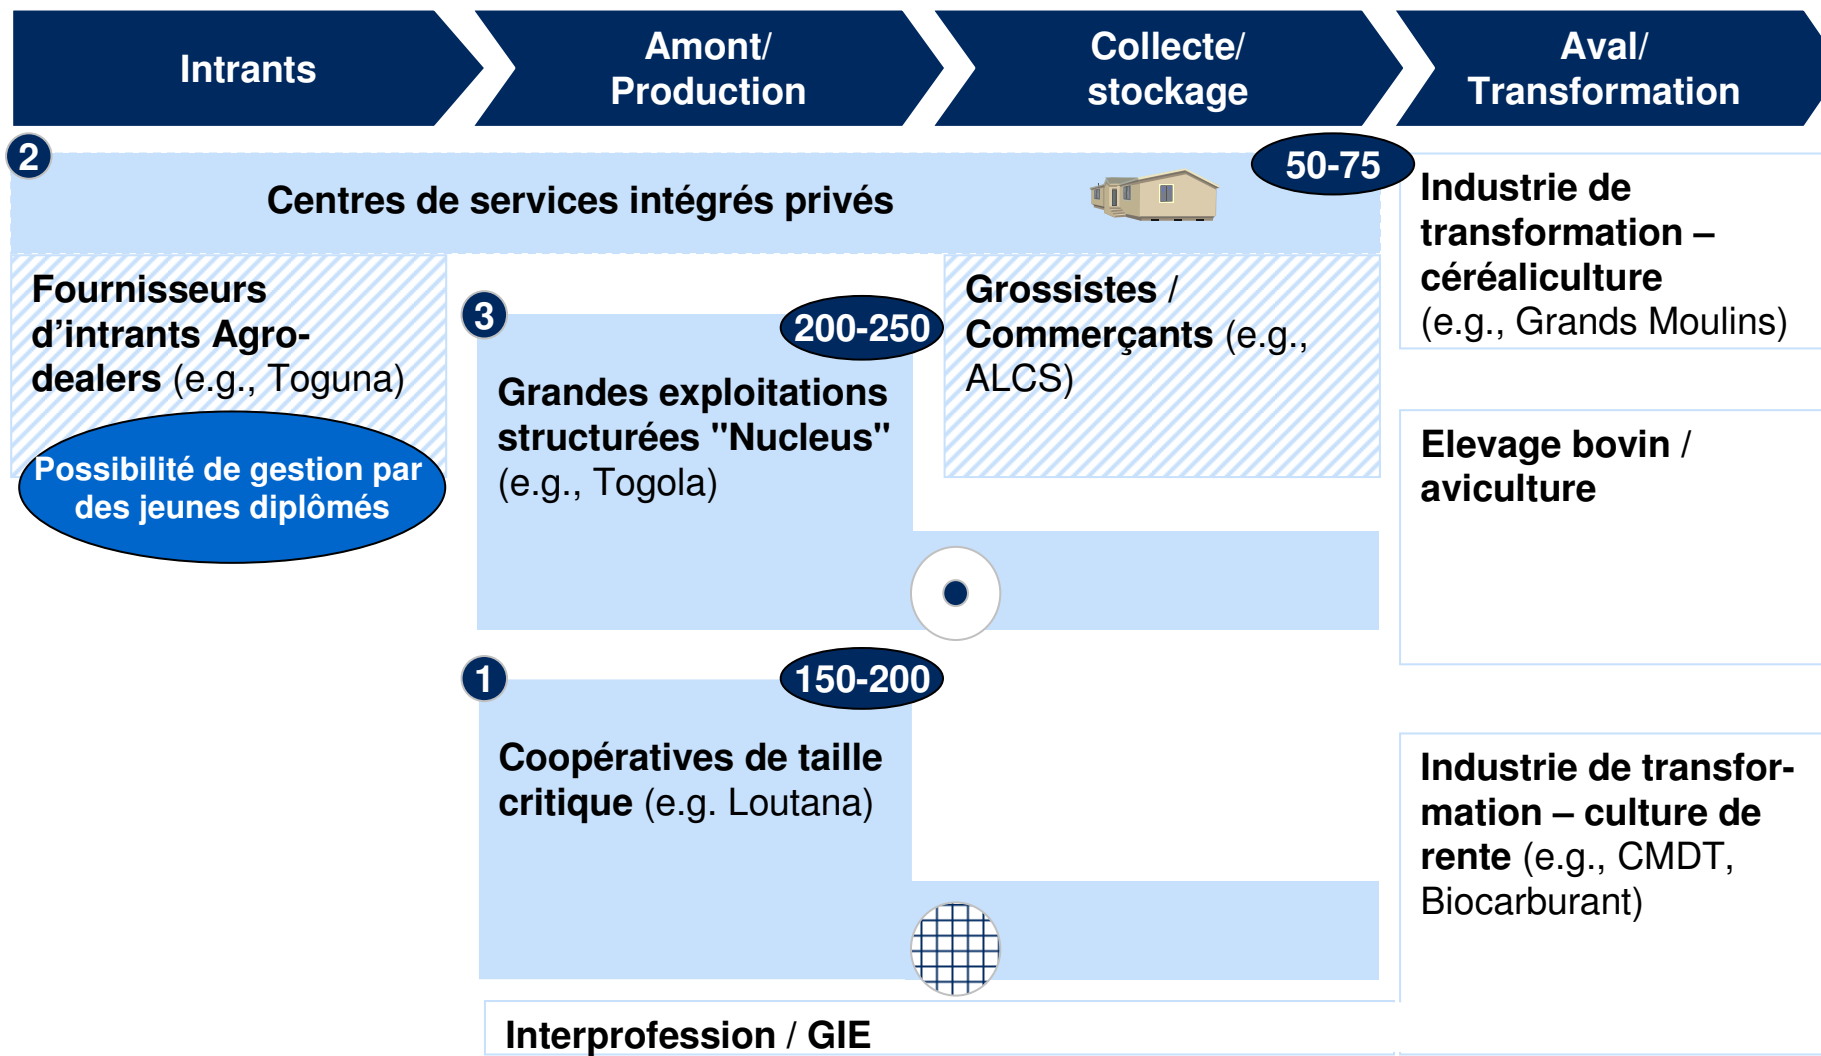 Intrants
Amont/
Production
Collecte/
stockage
Aval/
Transformation
2
Centres de services intégrés privés
50-75
Fournisseurs
d’intrants Agro-
dealers (e.g., Toguna)
Possibilité de gestion par
des jeunes diplômés
3
200-250
Grandes exploitations
structurées "Nucleus"
(e.g., Togola)
Grossistes /
Commerçants (e.g.,
ALCS)
Industrie de
transformation –
céréaliculture
(e.g., Grands Moulins)
Elevage bovin /
aviculture
1
150-200
Coopératives de taille
critique (e.g. Loutana)
Industrie de transfor-
mation – culture de
rente (e.g., CMDT,
Biocarburant)
Interprofession / GIE